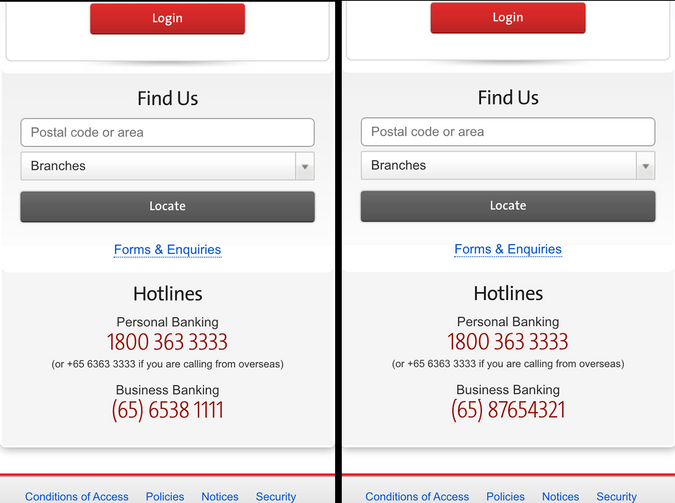 Login
Find Us
Postal code or area
Branches
Locate
Forms & Enquiries
Hotlines
Personal Banking
1800 363 3333
(or +65 6363 3333 if you are calling from overseas)
Business Banking
(65) 6538 1111
Conditions of Access Policies Notices Security
Login
Find Us
Postal code or area
Branches
Locate
Forms & Enquiries
Hotlines
Personal Banking
1800 363 3333
(or +65 6363 3333 if you are calling from overseas)
Business Banking
(65) 87654321
Conditions of Access Policies Notices Security